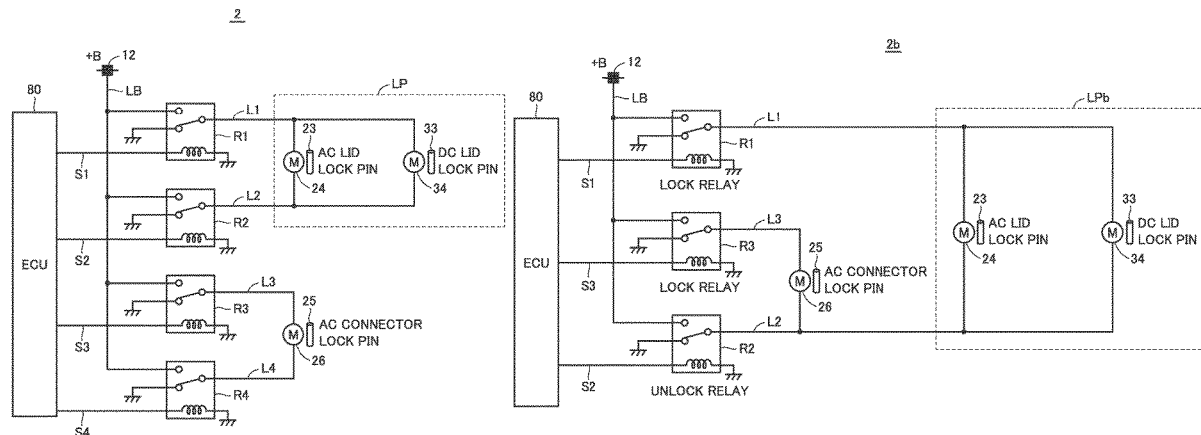 2
+B
12
LB
80
ECU
L1
R1
S1
LP
23
AC LID
LOCK PIN
24
33
DC LID
LOCK PIN
34
L2
R2
S2
L3
R3
S3
25
AC CONNECTOR
LOCK PIN
26
L4
R4
S4
M
M
M
2b
+B
12
LB
80
ECU
L1
R1
S1
LOCK RELAY
L3
R3
S3
LOCK RELAY
25
AC CONNECTOR
LOCK PIN
26
L2
R2
S2
UNLOCK RELAY
LPb
23
AC LID
LOCK PIN
24
33
DC LID
LOCK PIN
34
M
M
M